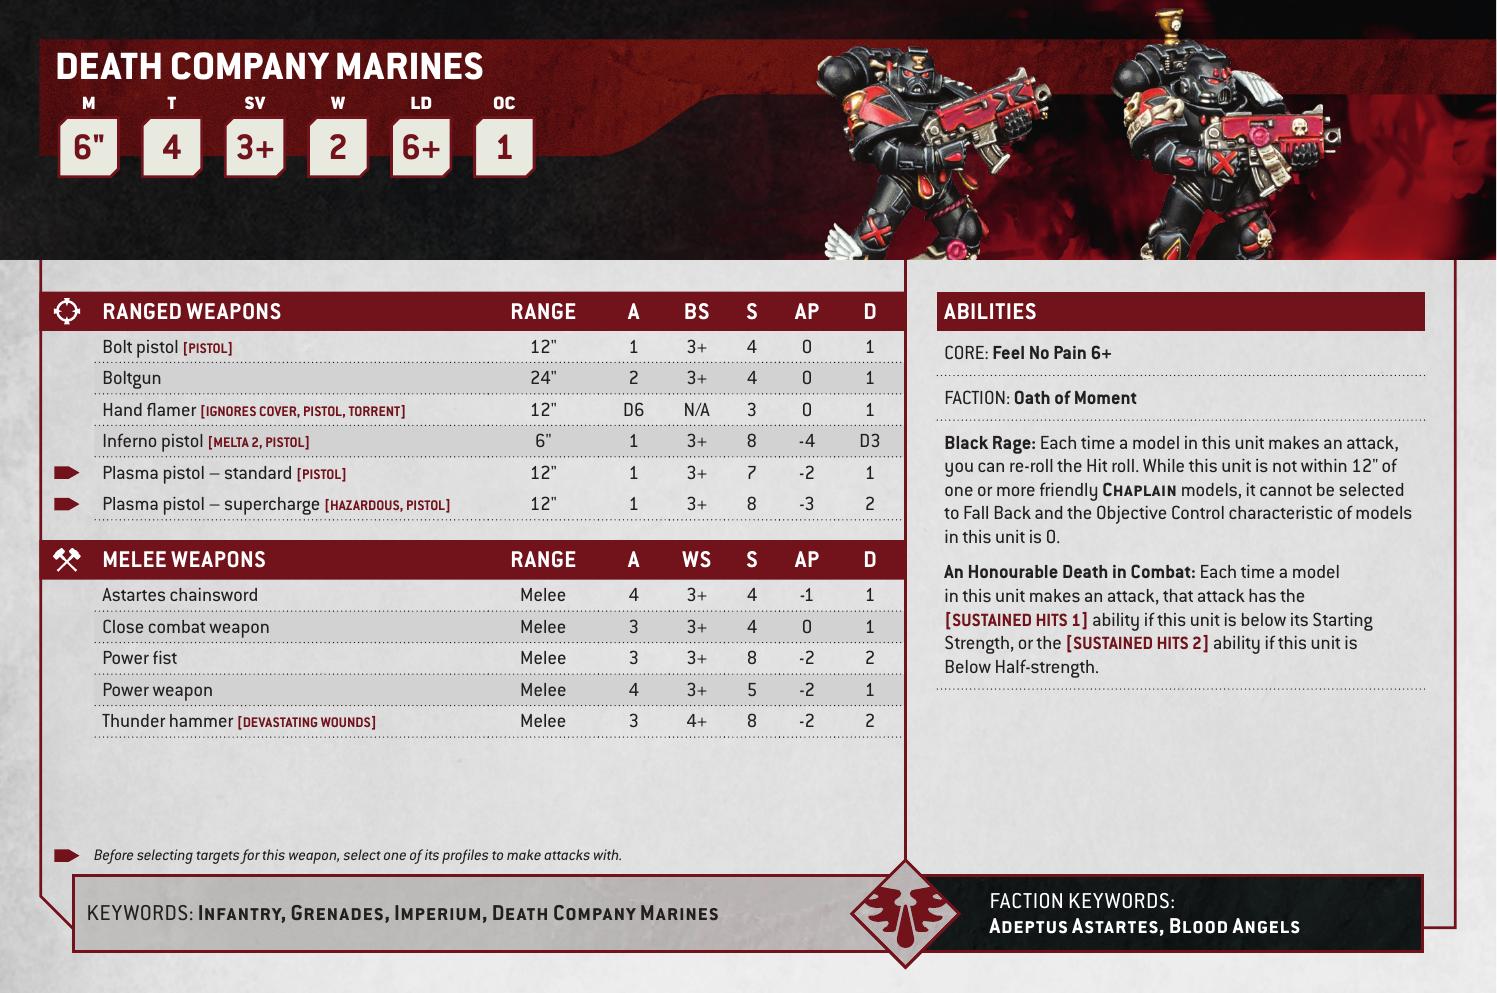 DEATH COMPANY MARINES
M T SV W LD OC
6" 4 3+ 2 6+ 1
RANGED WEAPONS RANGE A BS S AP D
Bolt pistol [PISTOL] 12" 1 3+ 4 0 1
Boltgun 24" 2 3+ 4 0 1
Hand flamer [IGNORES COVER, PISTOL, TORRENT] 12" D6 N/A 3 0 1
Inferno pistol [MELTA 2, PISTOL] 6" 1 3+ 8 -4 D3
Plasma pistol – standard [PISTOL] 12" 1 3+ 7 -2 1
Plasma pistol – supercharge [HAZARDOUS, PISTOL] 12" 1 3+ 8 -3 2
MELEE WEAPONS RANGE A WS S AP D
Astartes chainsword Melee 4 3+ 4 -1 1
Close combat weapon Melee 3 3+ 4 0 1
Power fist Melee 3 3+ 8 -2 2
Power weapon Melee 4 3+ 5 -2 1
Thunder hammer [DEVASTATING WOUNDS] Melee 3 4+ 8 -2 2
Before selecting targets for this weapon, select one of its profiles to make attacks with.
ABILITIES
CORE: Feel No Pain 6+
FACTION: Oath of Moment
Black Rage: Each time a model in this unit makes an attack,
you can re-roll the Hit roll. While this unit is not within 12" of
one or more friendly CHAPLAIN models, it cannot be selected
to Fall Back and the Objective Control characteristic of models
in this unit is 0.
An Honourable Death in Combat: Each time a model
in this unit makes an attack, that attack has the
[SUSTAINED HITS 1] ability if this unit is below its Starting
Strength, or the [SUSTAINED HITS 2] ability if this unit is
Below Half-strength.
KEYWORDS: INFANTRY, GRENADES, IMPERIUM, DEATH COMPANY MARINES
FACTION KEYWORDS:
ADEPTUS ASTARTES, BLOOD ANGELS